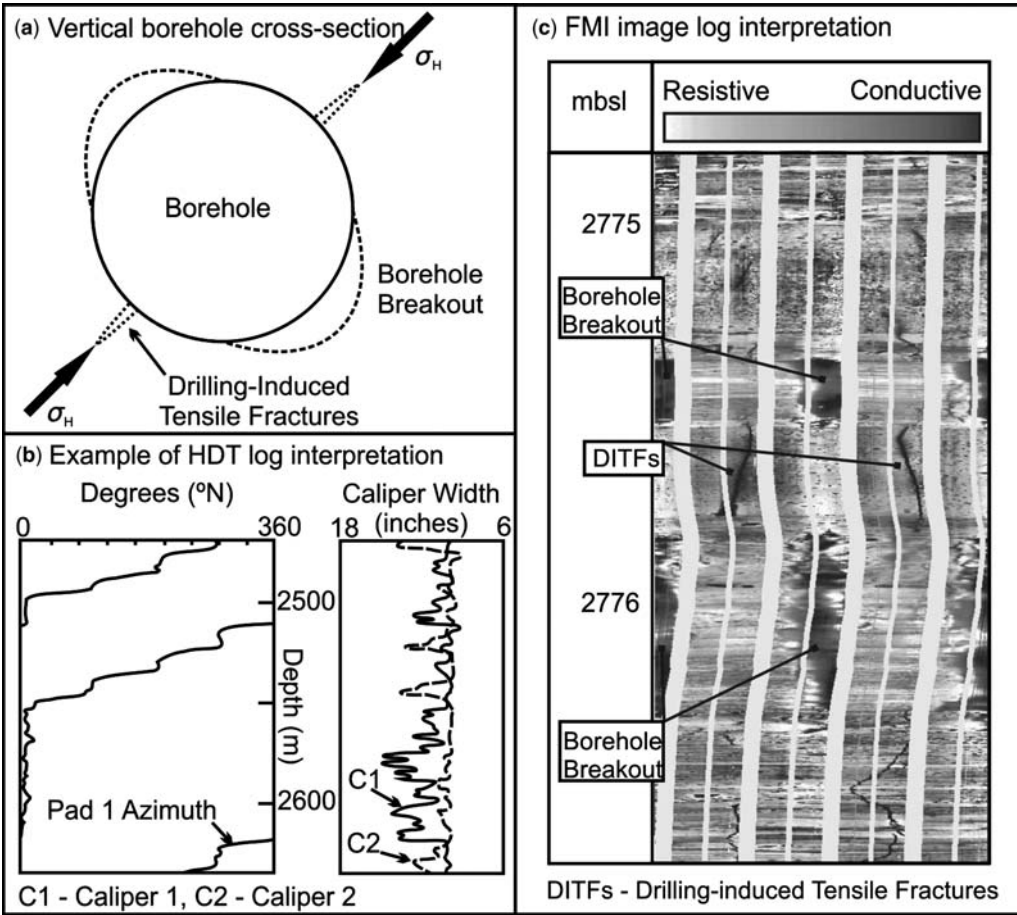 (a) Vertical borehole cross-section
σH
Borehole
Borehole
Breakout
Drilling-Induced
Tensile Fractures
σH
(b) Example of HDT log interpretation
Degrees (ºN)
0
360
Caliper Width
(inches)
18
6
2500
Depth (m)
2600
Pad 1 Azimuth
C1
C2
C1 - Caliper 1, C2 - Caliper 2
(c) FMI image log interpretation
mbsl
Resistive
Conductive
2775
Borehole
Breakout
DITFs
2776
Borehole
Breakout
DITFs - Drilling-induced Tensile Fractures